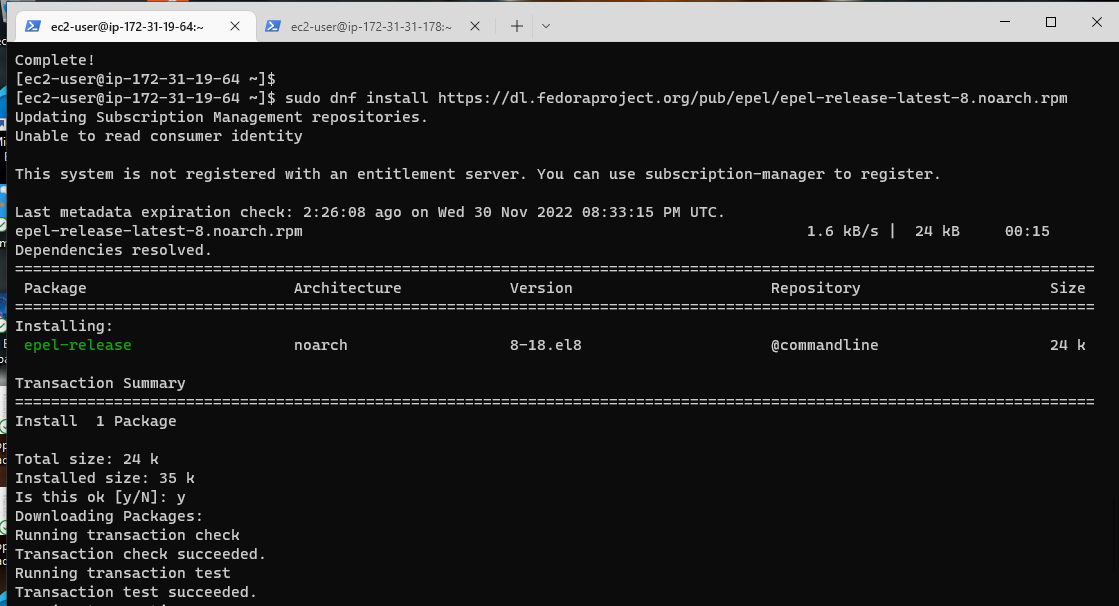 ec2-user@ip-172-31-19-64:~ ec2-user@ip-172-31-31-178:~
Complete!
[ec2-user@ip-172-31-19-64 ~]$
[ec2-user@ip-172-31-19-64 ~]$ sudo dnf install https://dl.fedoraproject.org/pub/epel/epel-release-latest-8.noarch.rpm
Updating Subscription Management repositories.
Unable to read consumer identity
This system is not registered with an entitlement server. You can use subscription-manager to register.
Last metadata expiration check: 2:26:08 ago on Wed 30 Nov 2022 08:33:15 PM UTC.
epel-release-latest-8.noarch.rpm 1.6 kB/s | 24 kB 00:15
Dependencies resolved.
================================================================================================================================
Package Architecture Version Repository Size
================================================================================================================================
Installing:
epel-release noarch 8-18.el8 @commandline 24 k
Transaction Summary
================================================================================================================================
Install 1 Package
Total size: 24 k
Installed size: 35 k
Is this ok [y/N]: y
Downloading Packages:
Running transaction check
Transaction check succeeded.
Running transaction test
Transaction test succeeded.